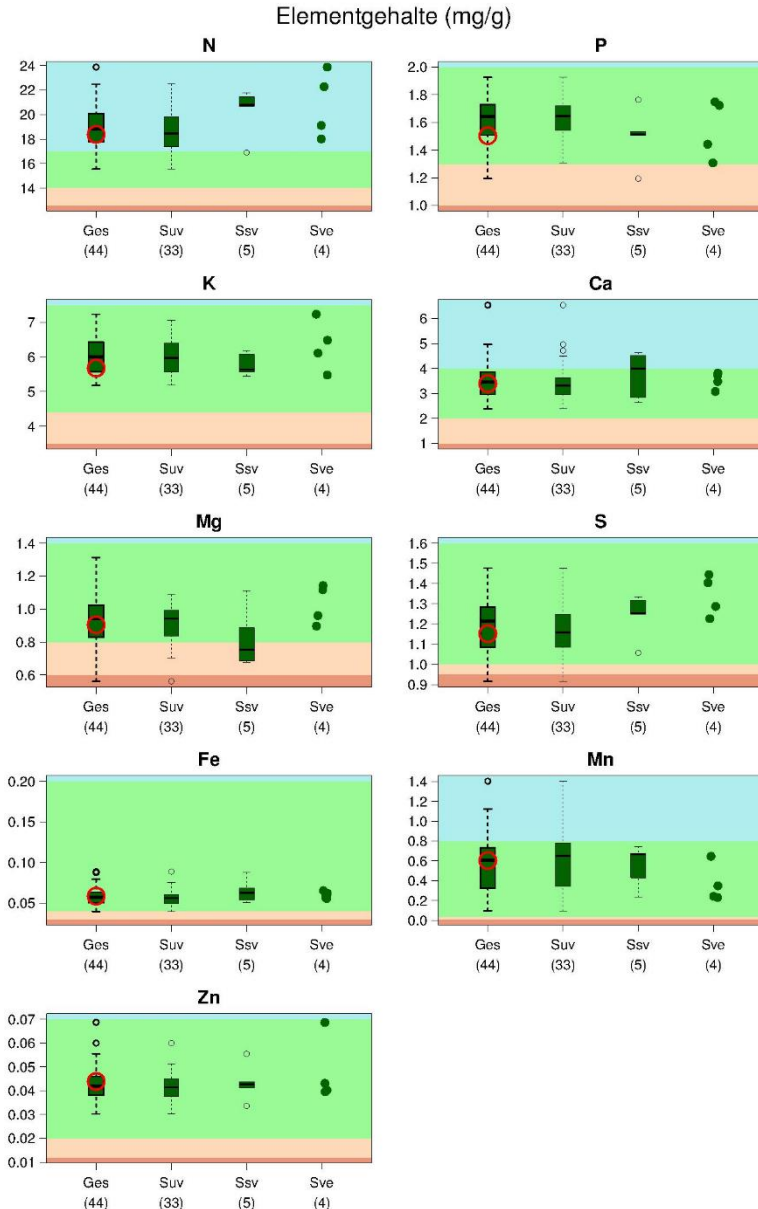 Elementgehalte (mg/g)
N
24
22
20
18
16
14
Ges Suv Ssv Sve
(44) (33) (5) (4)
P
2.0
1.8
1.6
1.4
1.2
1.0
Ges Suv Ssv Sve
(44) (33) (5) (4)
K
7
6
5
4
Ges Suv Ssv Sve
(44) (33) (5) (4)
Ca
6
5
4
3
2
1
Ges Suv Ssv Sve
(44) (33) (5) (4)
Mg
1.4
1.2
1.0
0.8
0.6
Ges Suv Ssv Sve
(44) (33) (5) (4)
S
1.6
1.5
1.4
1.3
1.2
1.1
1.0
0.9
Ges Suv Ssv Sve
(44) (33) (5) (4)
Fe
0.20
0.15
0.10
0.05
Ges Suv Ssv Sve
(44) (33) (5) (4)
Mn
1.4
1.2
1.0
0.8
0.6
0.4
0.2
0.0
Ges Suv Ssv Sve
(44) (33) (5) (4)
Zn
0.07
0.06
0.05
0.04
0.03
0.02
0.01
Ges Suv Ssv Sve
(44) (33) (5) (4)